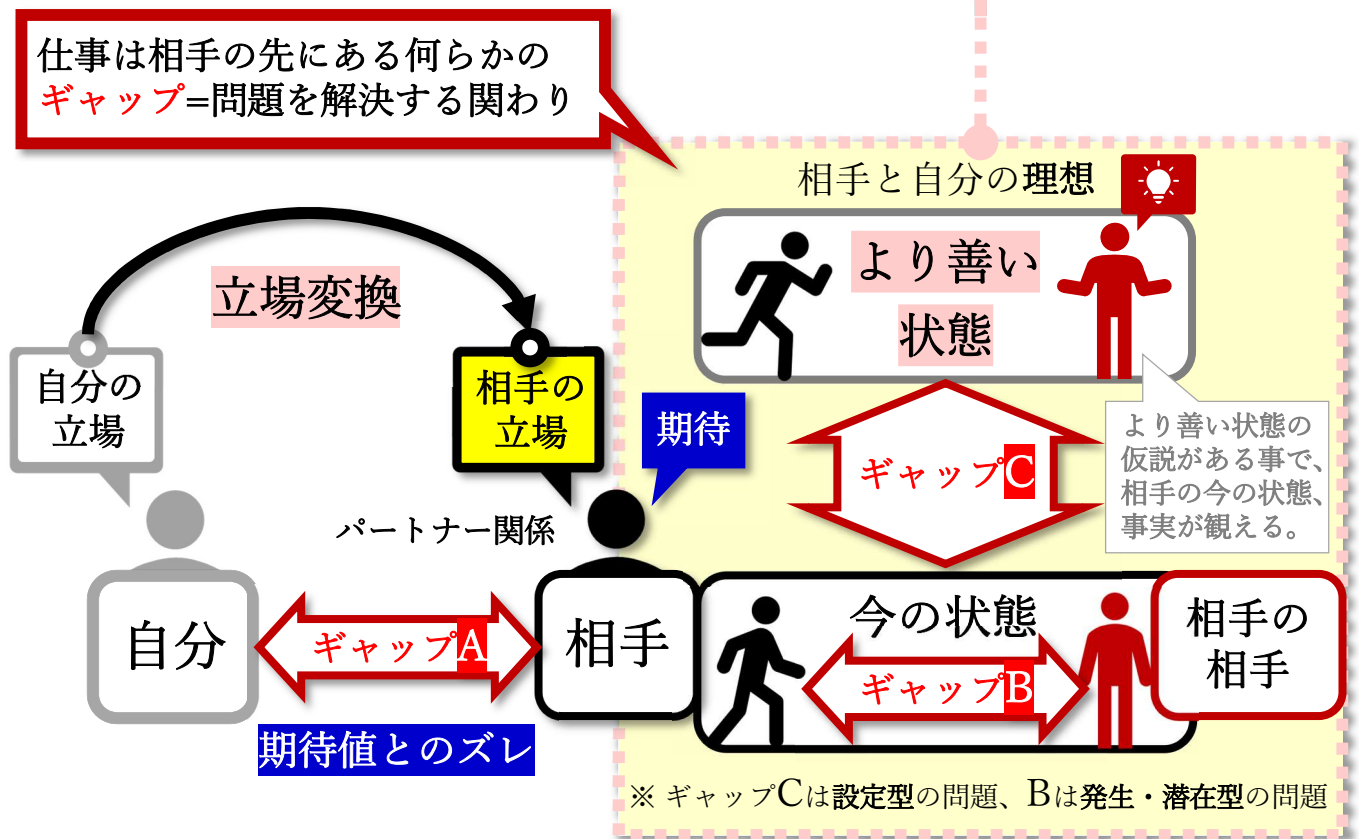 仕事は相手の先にある何らかの
ギャップ=問題を解決する関わり
相手と自分の理想
より善い
状態
立場変換
自分の
立場
相手の
立場
期待
ギャップC
より善い状態の
仮説がある事で、
相手の今の状態、
事実が観える。
パートナー関係
自分
ギャップA
相手
今の状態
ギャップB
相手の
相手
期待値とのズレ
※ ギャップCは設定型の問題、Bは発生・潜在型の問題